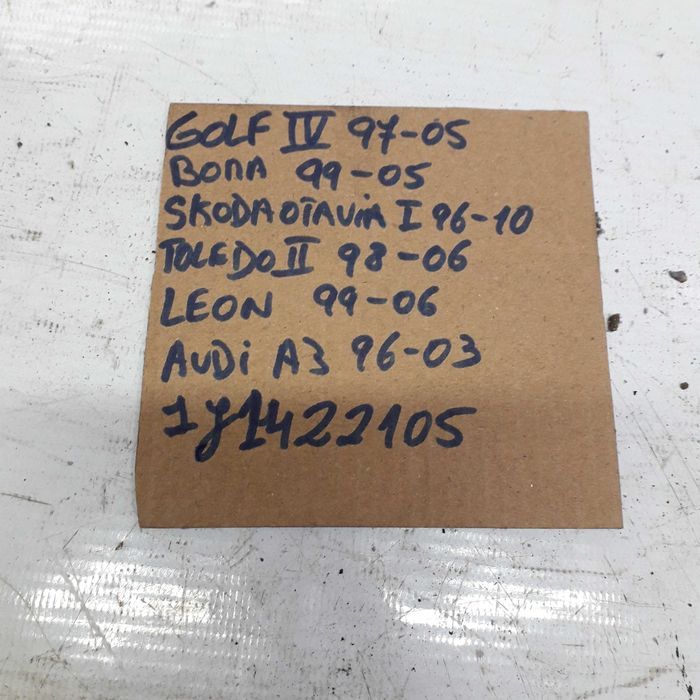 GOLF IV 97-05
BORA 99-05
SKODA OTAVIA I 96-10
TOLEDO II 98-06
LEON 99-06
AUDi A3 96-03
1J1422105